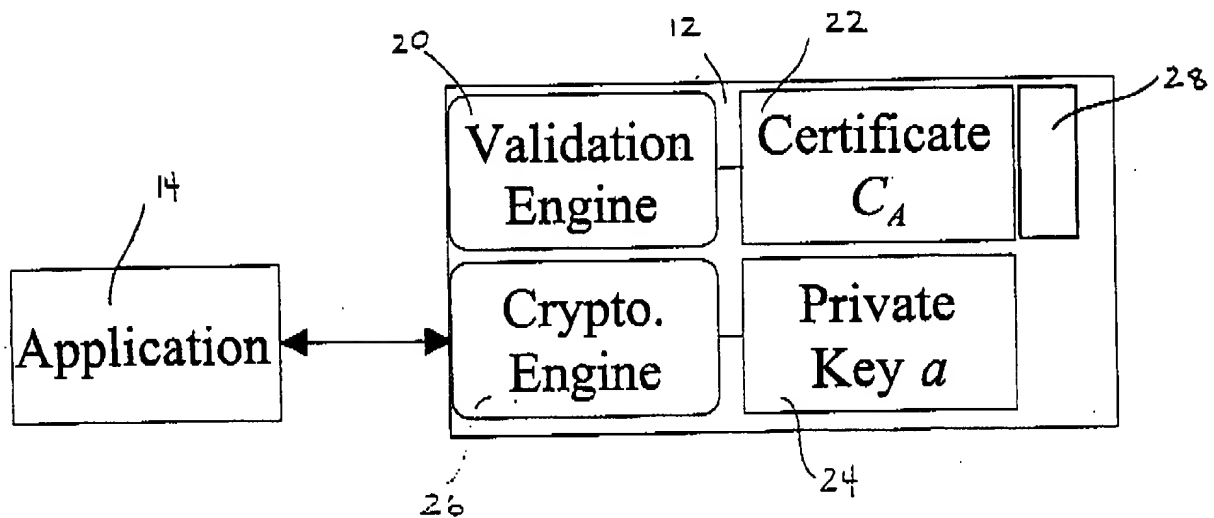 20
12
22
28
Validation
Engine
Certificate
C_A
14
Application
Crypto.
Engine
Private
Key a
26
24